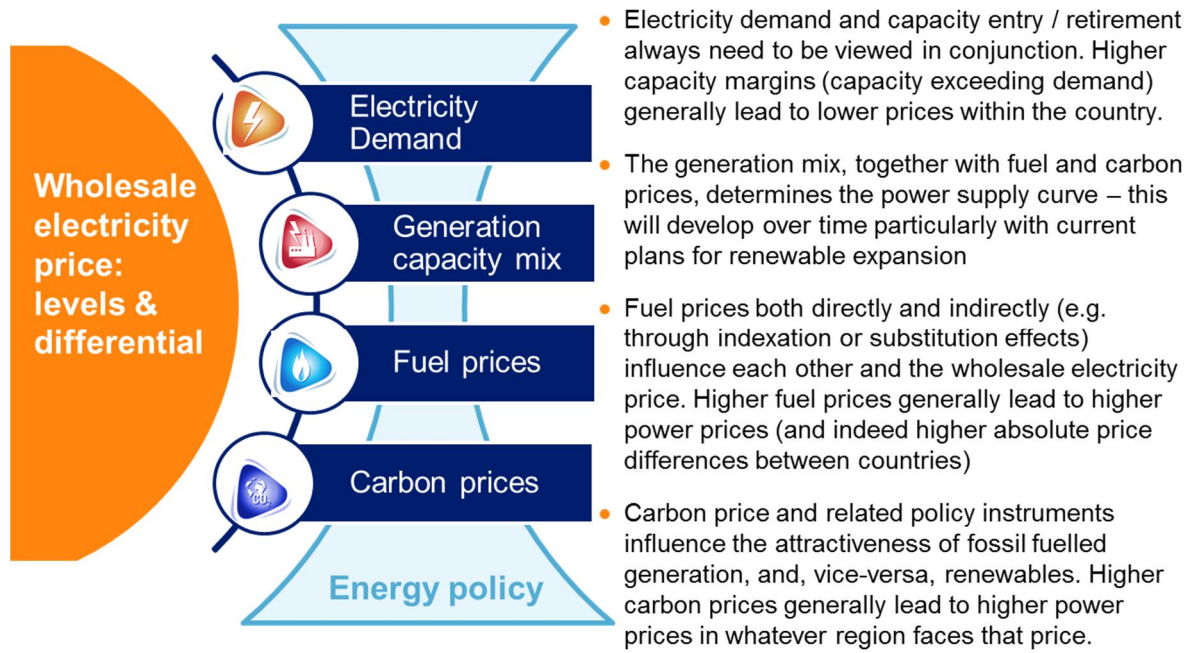 Wholesale
electricity
price:
levels &
differential
Electricity
Demand
Generation
capacity mix
Fuel prices
CO₂
Carbon prices
Energy policy
Electricity demand and capacity entry / retirement
always need to be viewed in conjunction. Higher
capacity margins (capacity exceeding demand)
generally lead to lower prices within the country.
The generation mix, together with fuel and carbon
prices, determines the power supply curve – this
will develop over time particularly with current
plans for renewable expansion
Fuel prices both directly and indirectly (e.g.
through indexation or substitution effects)
influence each other and the wholesale electricity
price. Higher fuel prices generally lead to higher
power prices (and indeed higher absolute price
differences between countries)
Carbon price and related policy instruments
influence the attractiveness of fossil fuelled
generation, and, vice-versa, renewables. Higher
carbon prices generally lead to higher power
prices in whatever region faces that price.